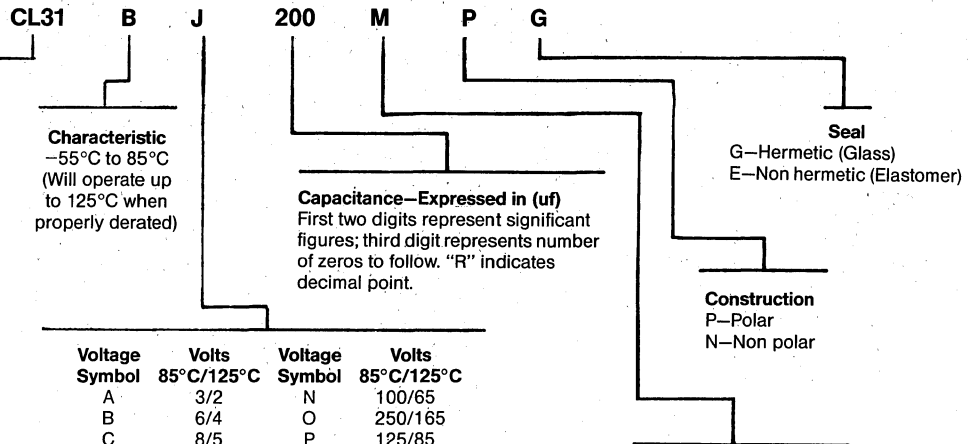 CL31 B J 200 M P G
Characteristic
−55°C to 85°C
(Will operate up
to 125°C when
properly derated)
Capacitance—Expressed in (uf)
First two digits represent significant
figures; third digit represents number
of zeros to follow. “R” indicates
decimal point.
Seal
G—Hermetic (Glass)
E—Non hermetic (Elastomer)
Construction
P—Polar
N—Non polar
Voltage Volts Voltage Volts
Symbol 85°C/125°C Symbol 85°C/125°C
A 3/2 N 100/65
B 6/4 O 250/165
C 8/5 P 125/85